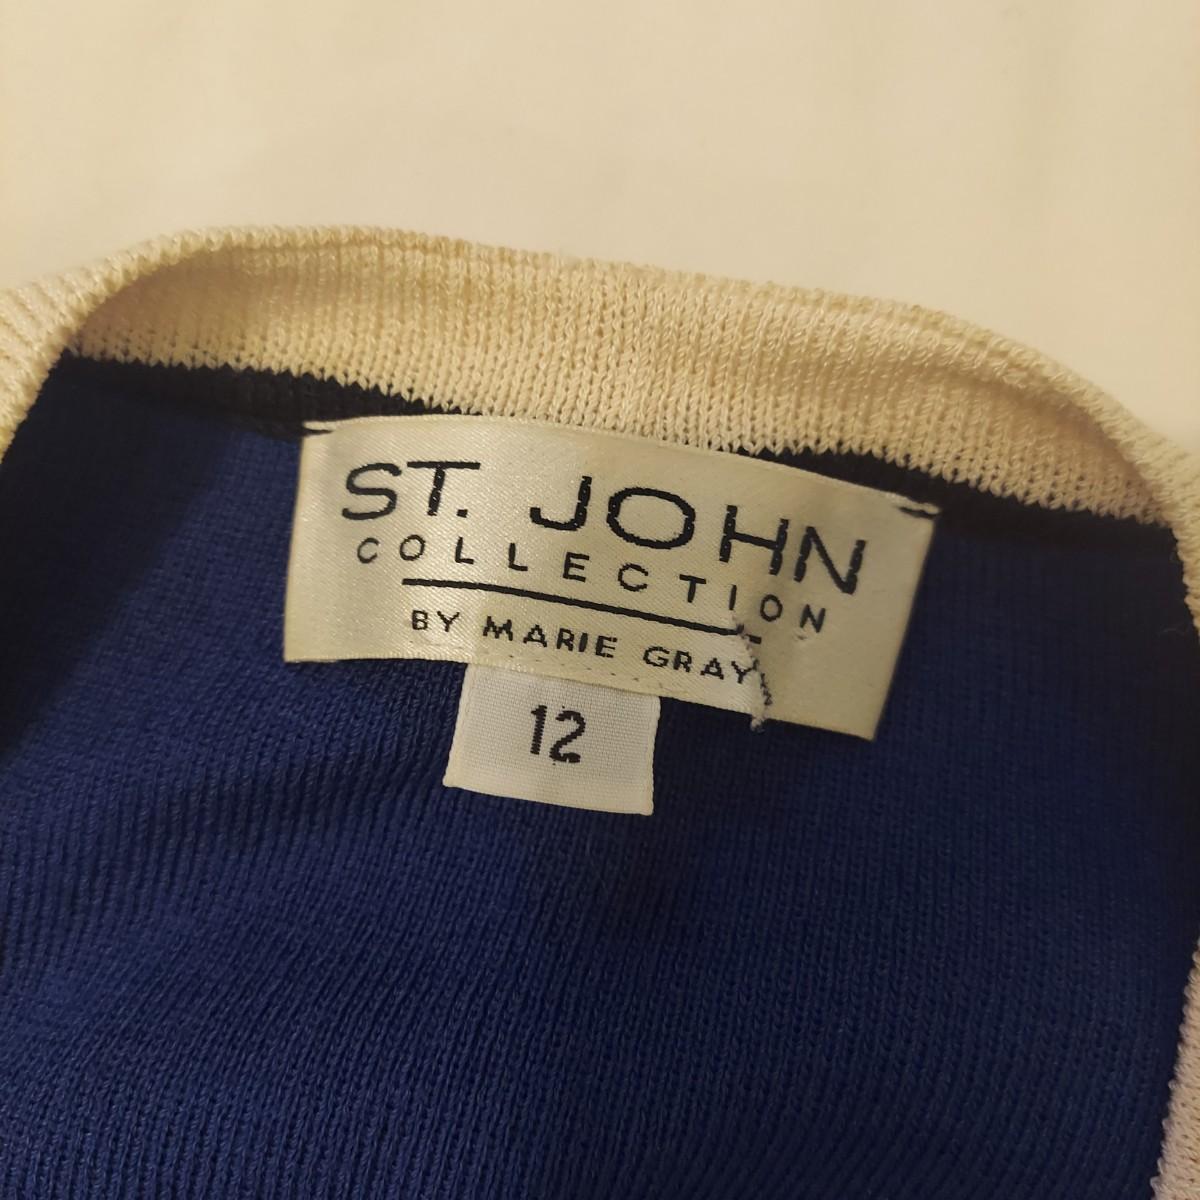 ST. JOHN
COLLECTION
BY MARIE GRAY
12